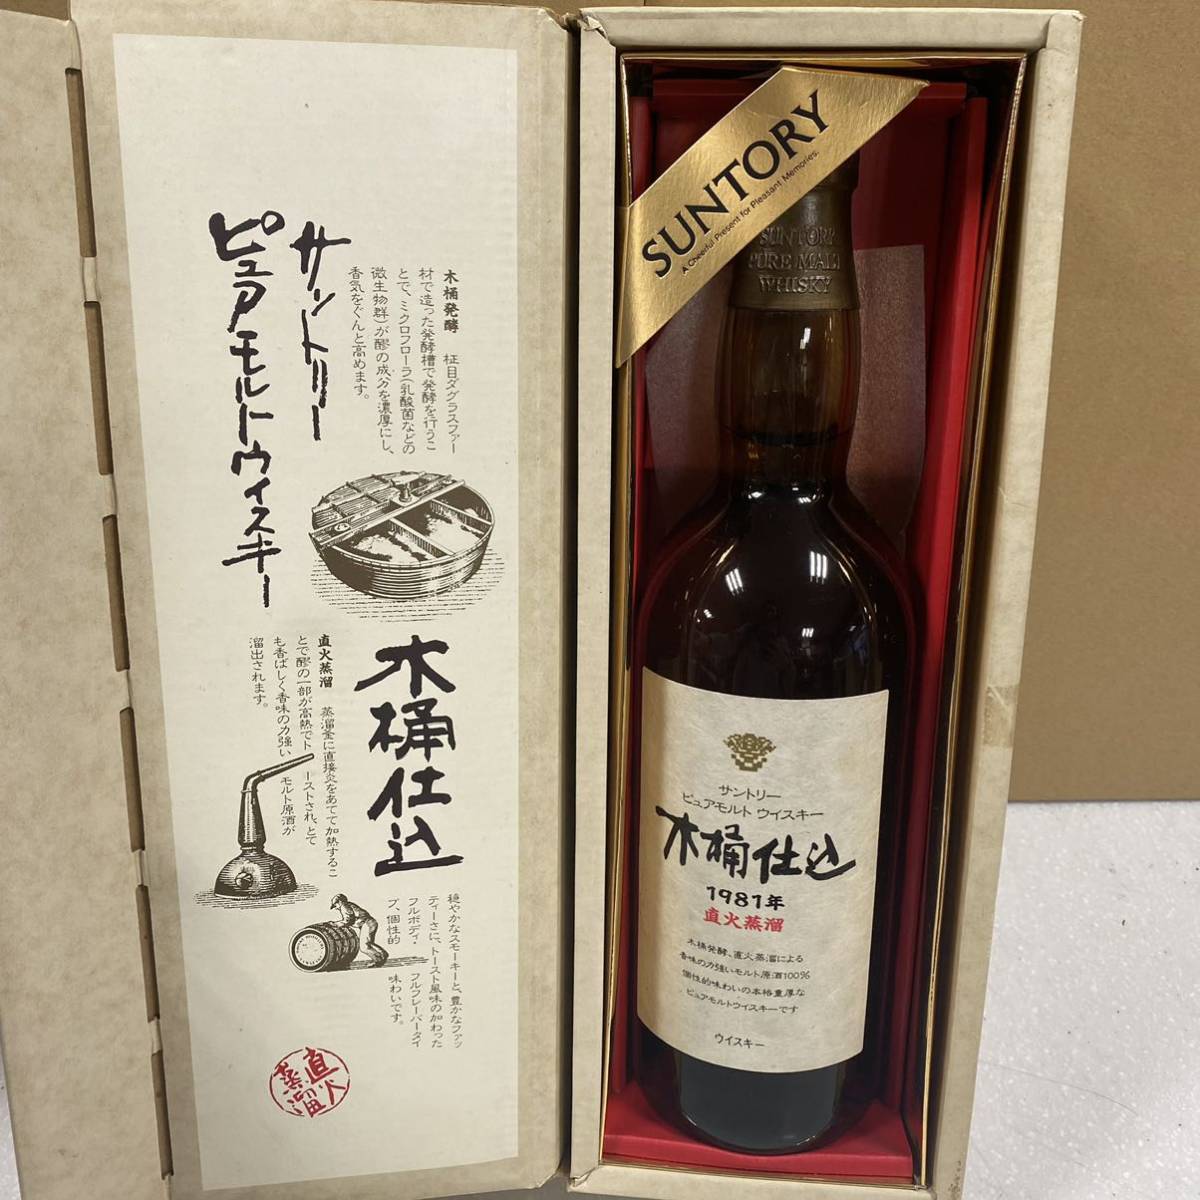 サントリー
ピュアモルトウィスキー
木桶発酵　柾目ダグラスファー
材で造った発酵槽で発酵を行うこ
とで、ミクロフローラ(乳酸菌などの
微生物群)が醪の成分を濃厚にし、
香気をぐんと高めます。
木桶仕込
直火蒸溜　蒸溜釜に直接炎をあてて加熱するこ
とで醪の一部が高熱でトーストされ、とて
も香ばしく香味の力強いモルト原酒が
溜出されます。
穏やかなスモーキーと、豊かなファッ
ティーさに、トースト風味の加わった
フルボディ・フルフレーバータイ
プ、個性的味わいです。
直火
蒸溜
SUNTORY
A Cheerful Present for Pleasant Memories.
SUNTORY
PURE MALT
WHISKY
サントリー
ピュアモルト ウイスキー
木桶仕込
1981年
直火蒸溜
木桶発酵、直火蒸溜による
香味の力強いモルト原酒100%
個性的味わいの本格重厚な
ピュアモルトウイスキーです
ウイスキー